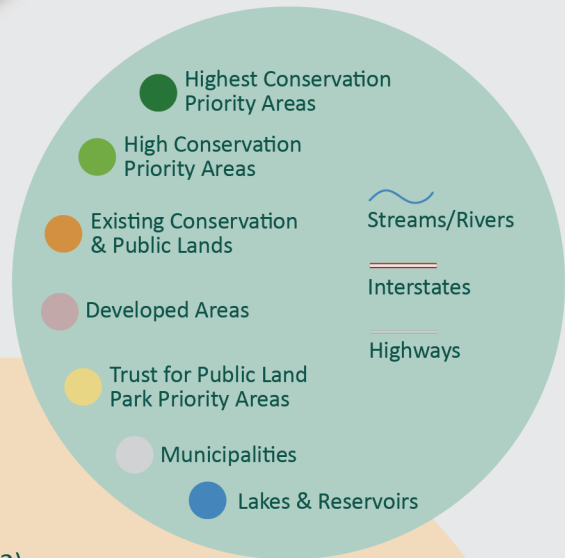 Highest Conservation
Priority Areas
High Conservation
Priority Areas
Existing Conservation
& Public Lands
Developed Areas
Trust for Public Land
Park Priority Areas
Municipalities
Lakes & Reservoirs
Streams/Rivers
Interstates
Highways